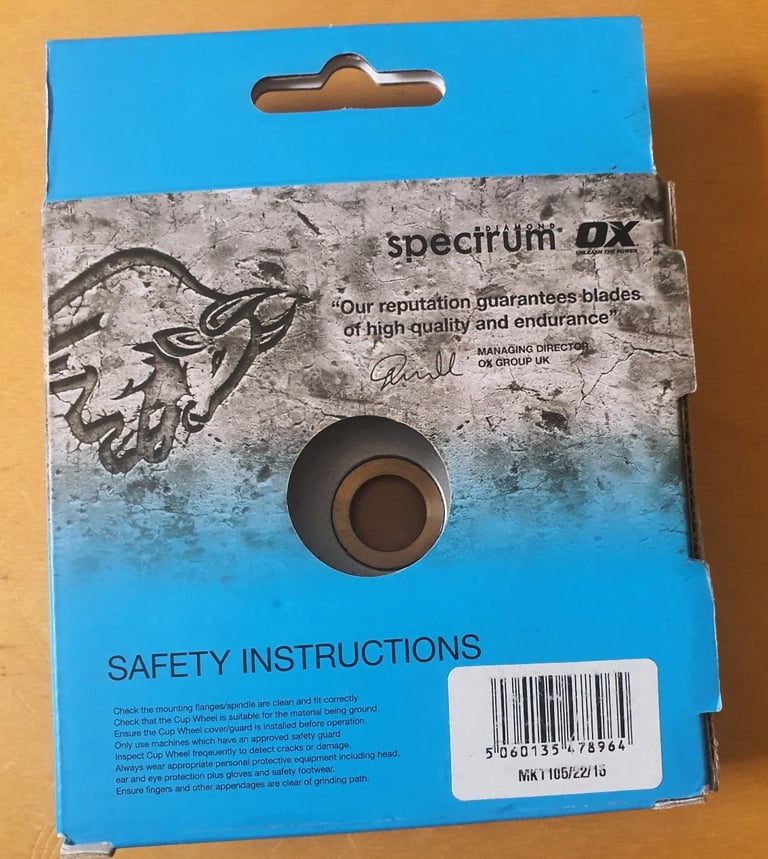 DIAMOND
spectrum OX
UNLEASH THE POWER
“Our reputation guarantees blades
of high quality and endurance”
MANAGING DIRECTOR
OX GROUP UK
SAFETY INSTRUCTIONS
Check the mounting flanges/spindle are clean and fit correctly
Check that the Cup Wheel is suitable for the material being ground.
Ensure the Cup Wheel cover/guard is installed before operation.
Only use machines which have an approved safety guard
Inspect Cup Wheel freqeuently to detect cracks or damage.
Always wear appropriate personal protective equipment including head,
ear and eye protection plus gloves and safety footwear.
Ensure fingers and other appendages are clear of grinding path.
5 060135 478964
105/22/15